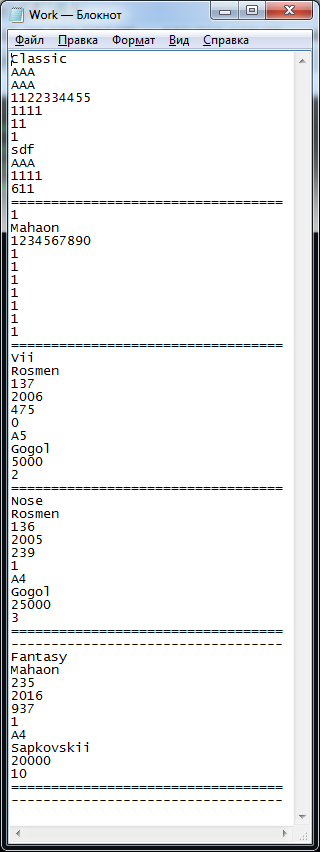 Work — Блокнот
Файл Правка Формат Вид Справка
classic
AAA
AAA
1122334455
1111
11
1
sdf
AAA
1111
611
==================================
1
Mahaon
1234567890
1
1
1
1
1
1
1
==================================
Vii
Rosmen
137
2006
475
0
A5
Gogol
5000
2
==================================
Nose
Rosmen
136
2005
239
1
A4
Gogol
25000
3
==================================
----------------------------------
Fantasy
Mahaon
235
2016
937
1
A4
Sapkovskii
20000
10
==================================
----------------------------------